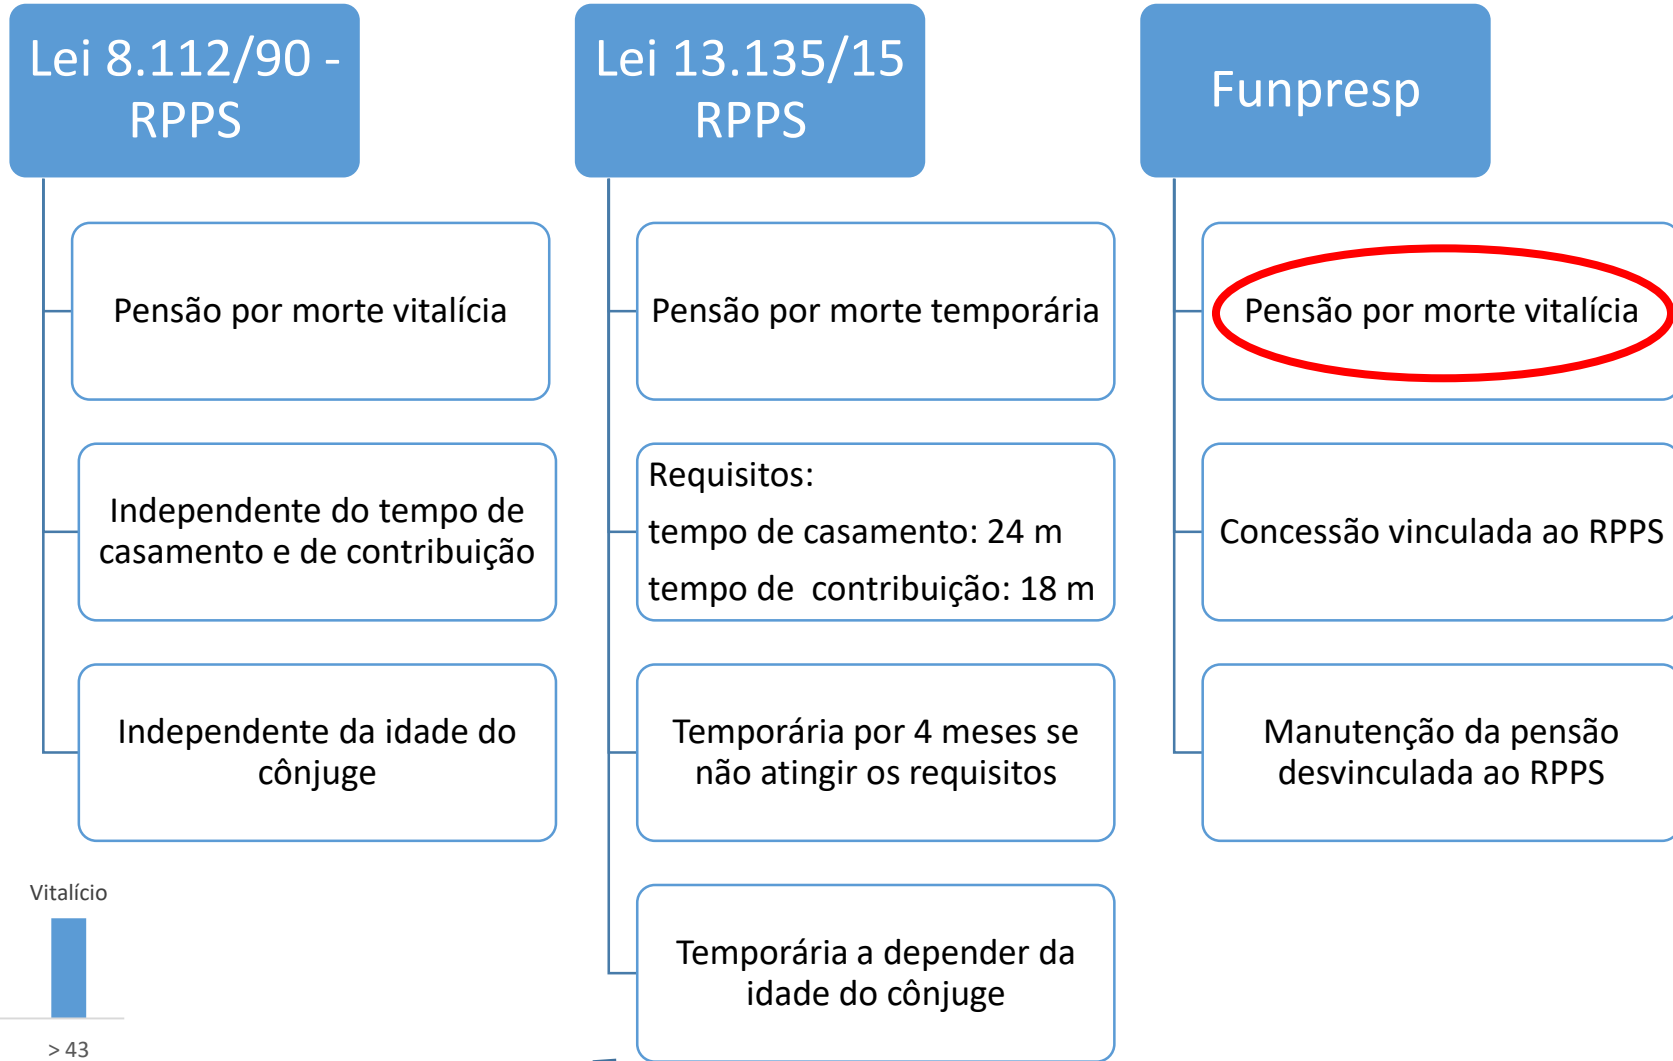 Lei 8.112/90 -
RPPS
Pensão por morte vitalícia
Independente do tempo de
casamento e de contribuição
Independente da idade do
cônjuge
Lei 13.135/15
RPPS
Pensão por morte temporária
Requisitos:
tempo de casamento: 24 m
tempo de contribuição: 18 m
Temporária por 4 meses se
não atingir os requisitos
Temporária a depender da
idade do cônjuge
Funpresp
Pensão por morte vitalícia
Concessão vinculada ao RPPS
Manutenção da pensão
desvinculada ao RPPS
Vitalício
> 43